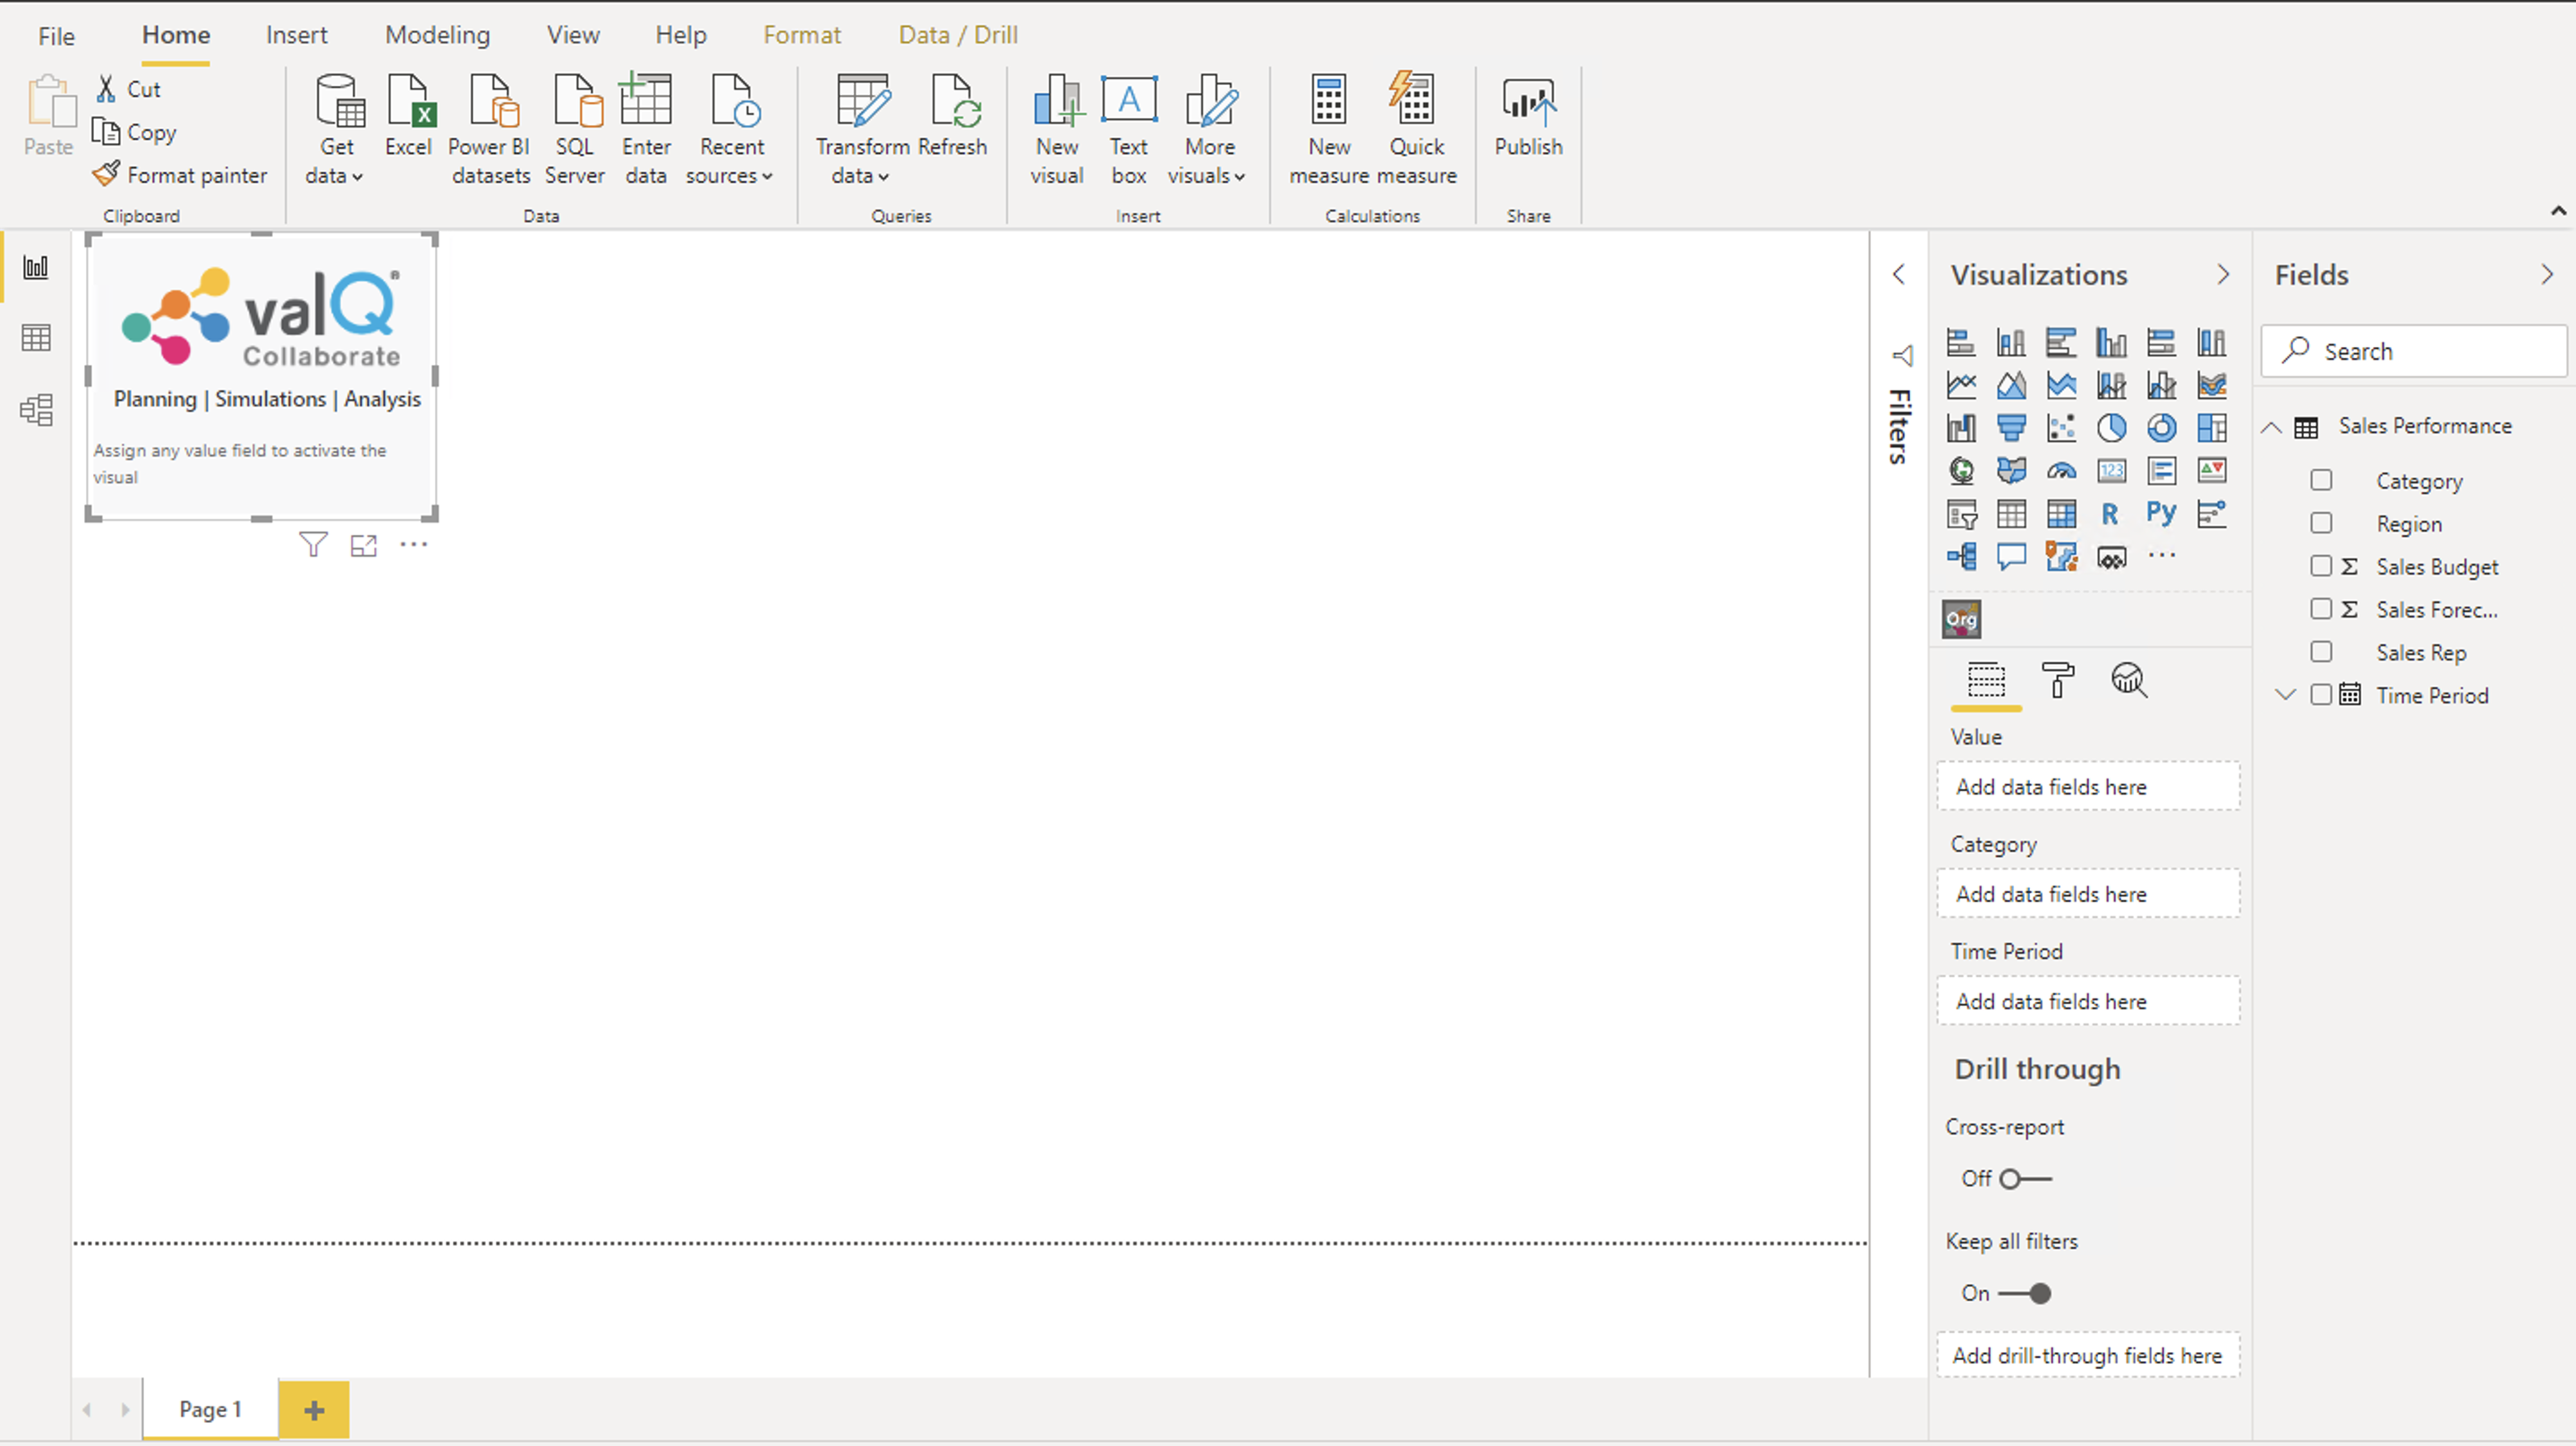 File Home Insert Modeling View Help Format Data / Drill
Paste
Cut
Copy
Format painter
Clipboard
Get data
Excel
Power BI datasets
SQL Server
Enter data
Recent sources
Data
Transform data
Refresh
Queries
New visual
Text box
More visuals
Insert
New measure
Quick measure
Calculations
Publish
Share
valQ®
Collaborate
Planning | Simulations | Analysis
Assign any value field to activate the
visual
Filters
Visualizations
123
R Py
Org
Value
Add data fields here
Category
Add data fields here
Time Period
Add data fields here
Drill through
Cross-report
Off
Keep all filters
On
Add drill-through fields here
Fields
Search
Sales Performance
Category
Region
Σ Sales Budget
Σ Sales Forec...
Sales Rep
Time Period
Page 1